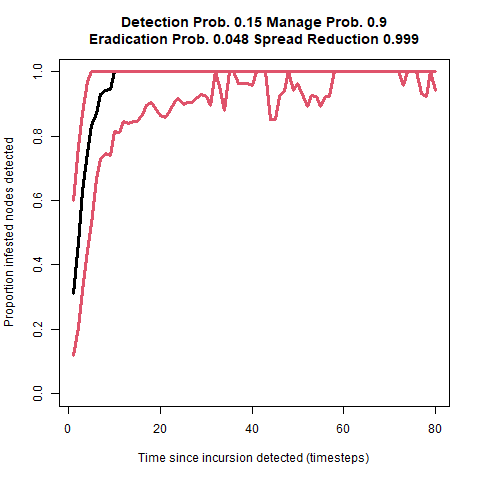 Detection Prob. 0.15 Manage Prob. 0.9
Eradication Prob. 0.048 Spread Reduction 0.999
Proportion infested nodes detected
1.0
0.8
0.6
0.4
0.2
0.0
0
20
40
60
80
Time since incursion detected (timesteps)